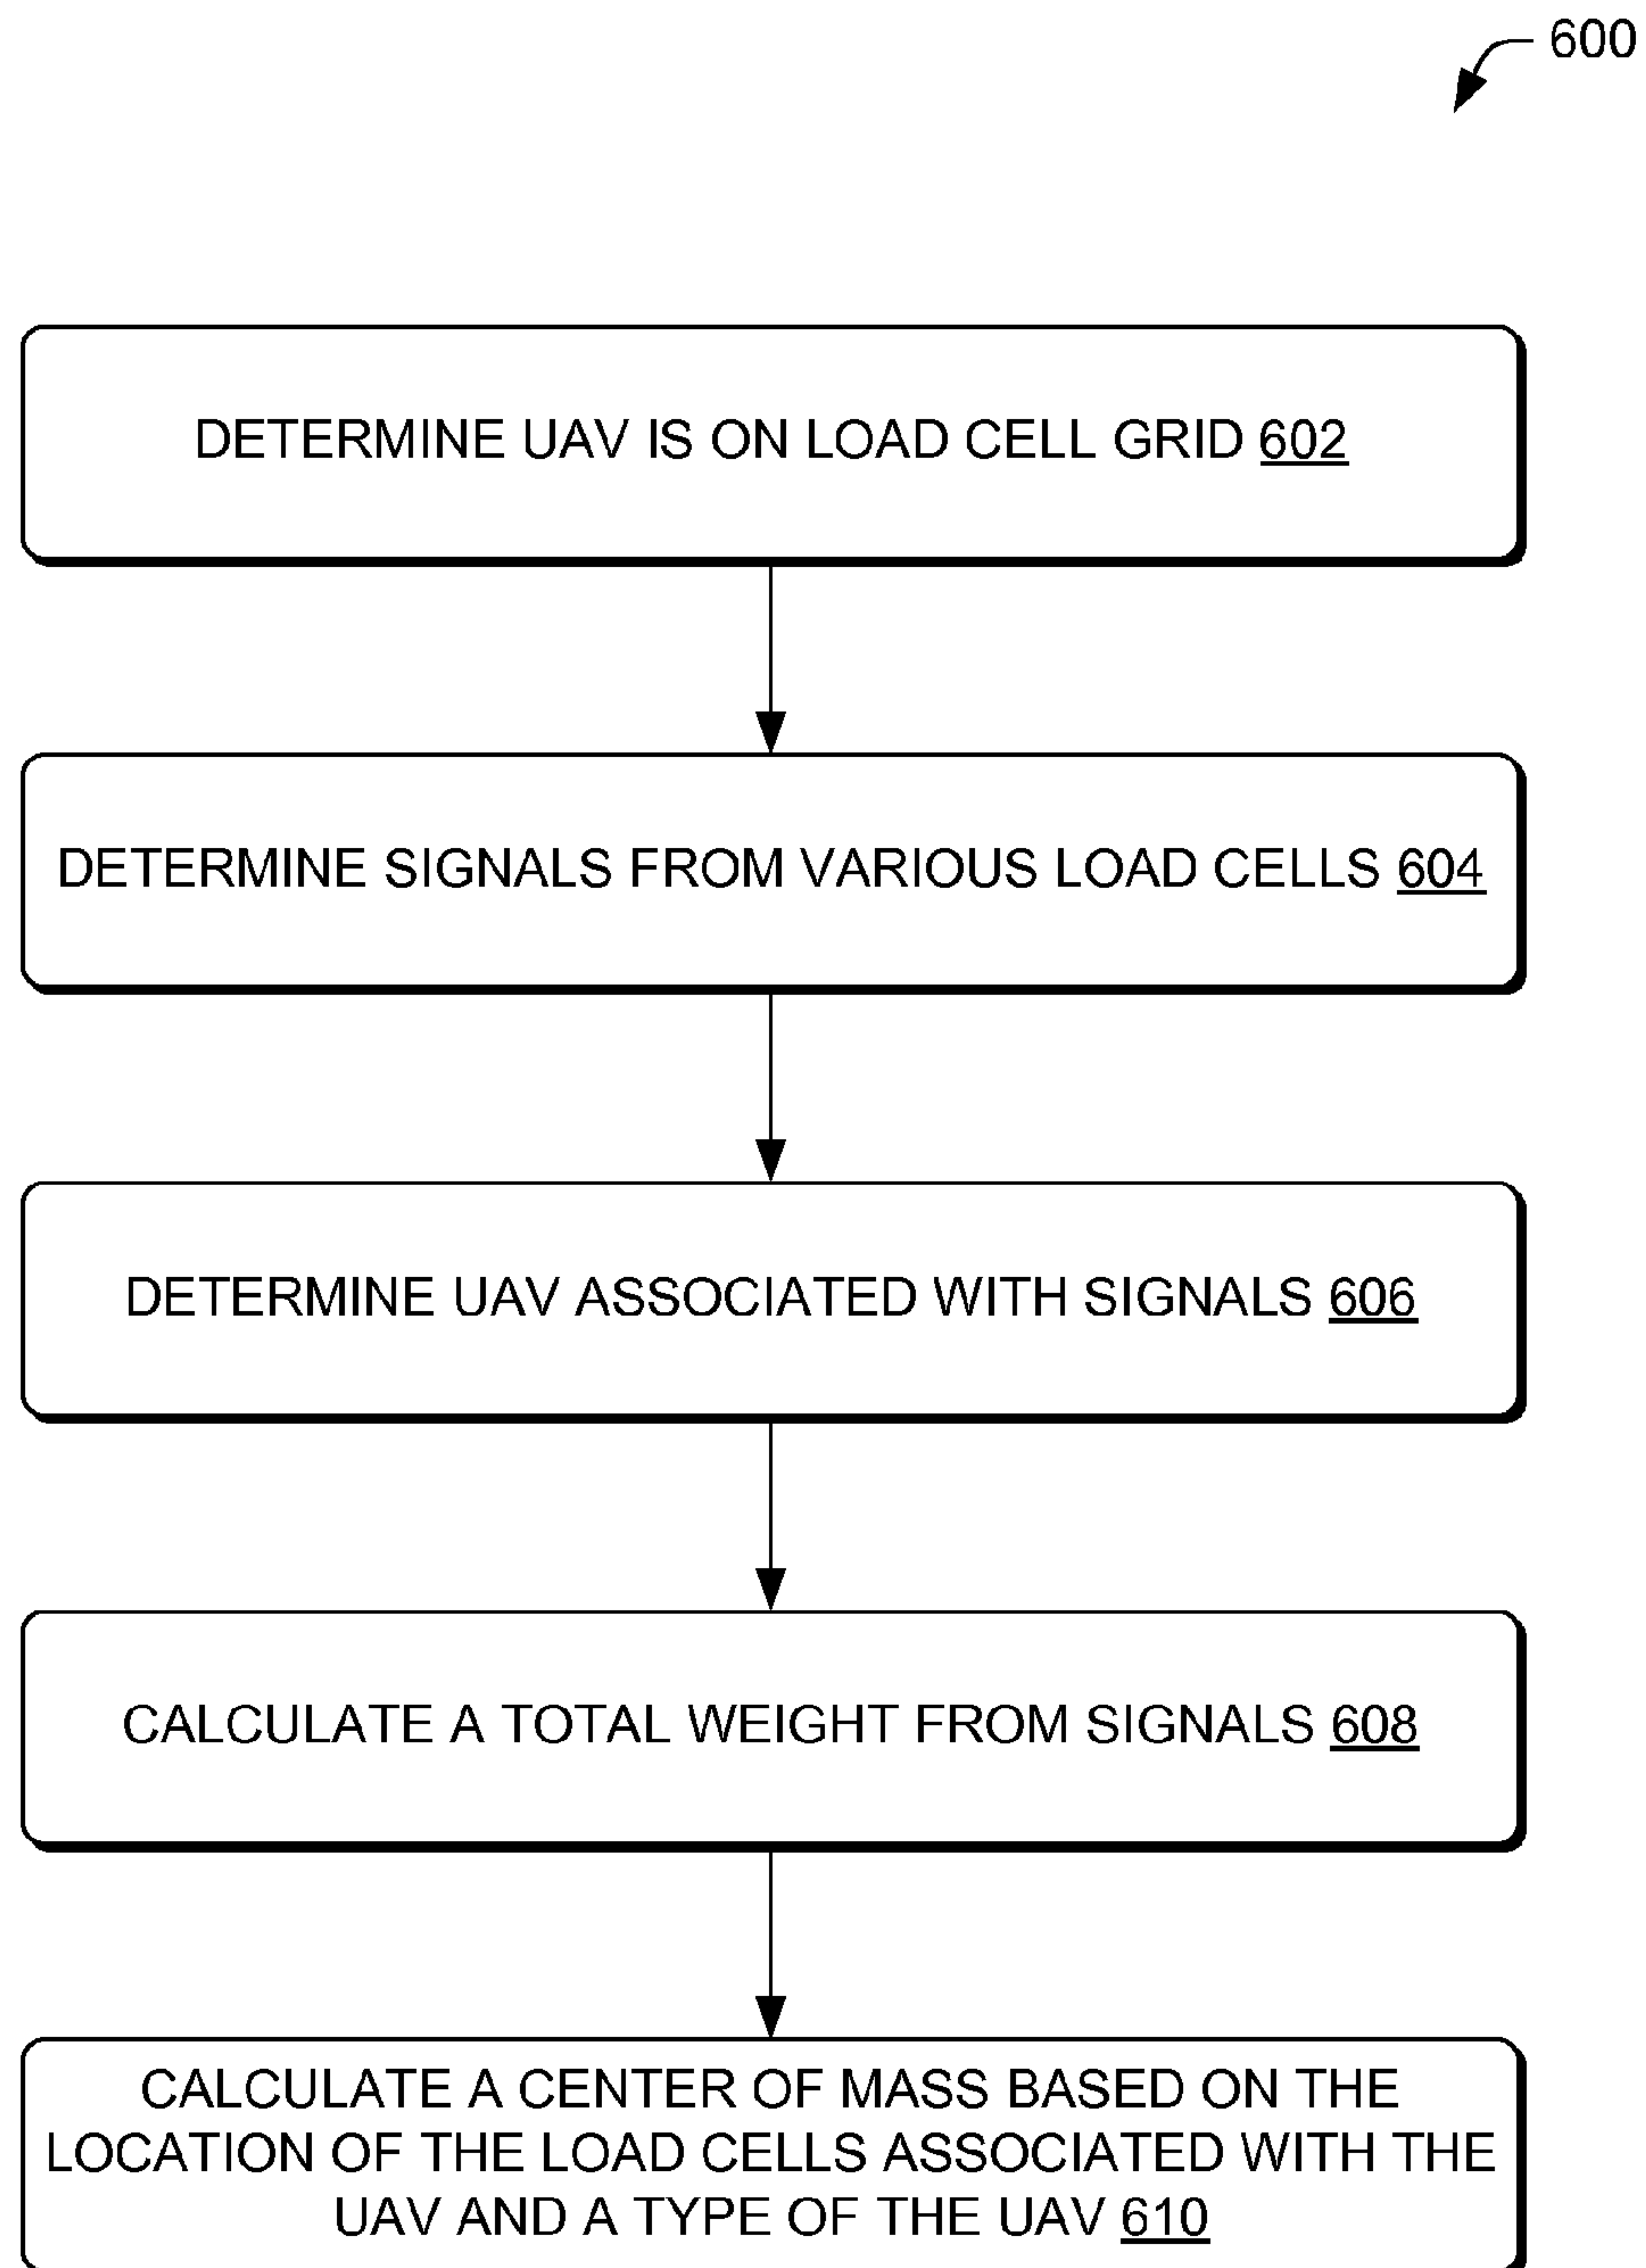 600
DETERMINE UAV IS ON LOAD CELL GRID 602
DETERMINE SIGNALS FROM VARIOUS LOAD CELLS 604
DETERMINE UAV ASSOCIATED WITH SIGNALS 606
CALCULATE A TOTAL WEIGHT FROM SIGNALS 608
CALCULATE A CENTER OF MASS BASED ON THE
LOCATION OF THE LOAD CELLS ASSOCIATED WITH THE
UAV AND A TYPE OF THE UAV 610